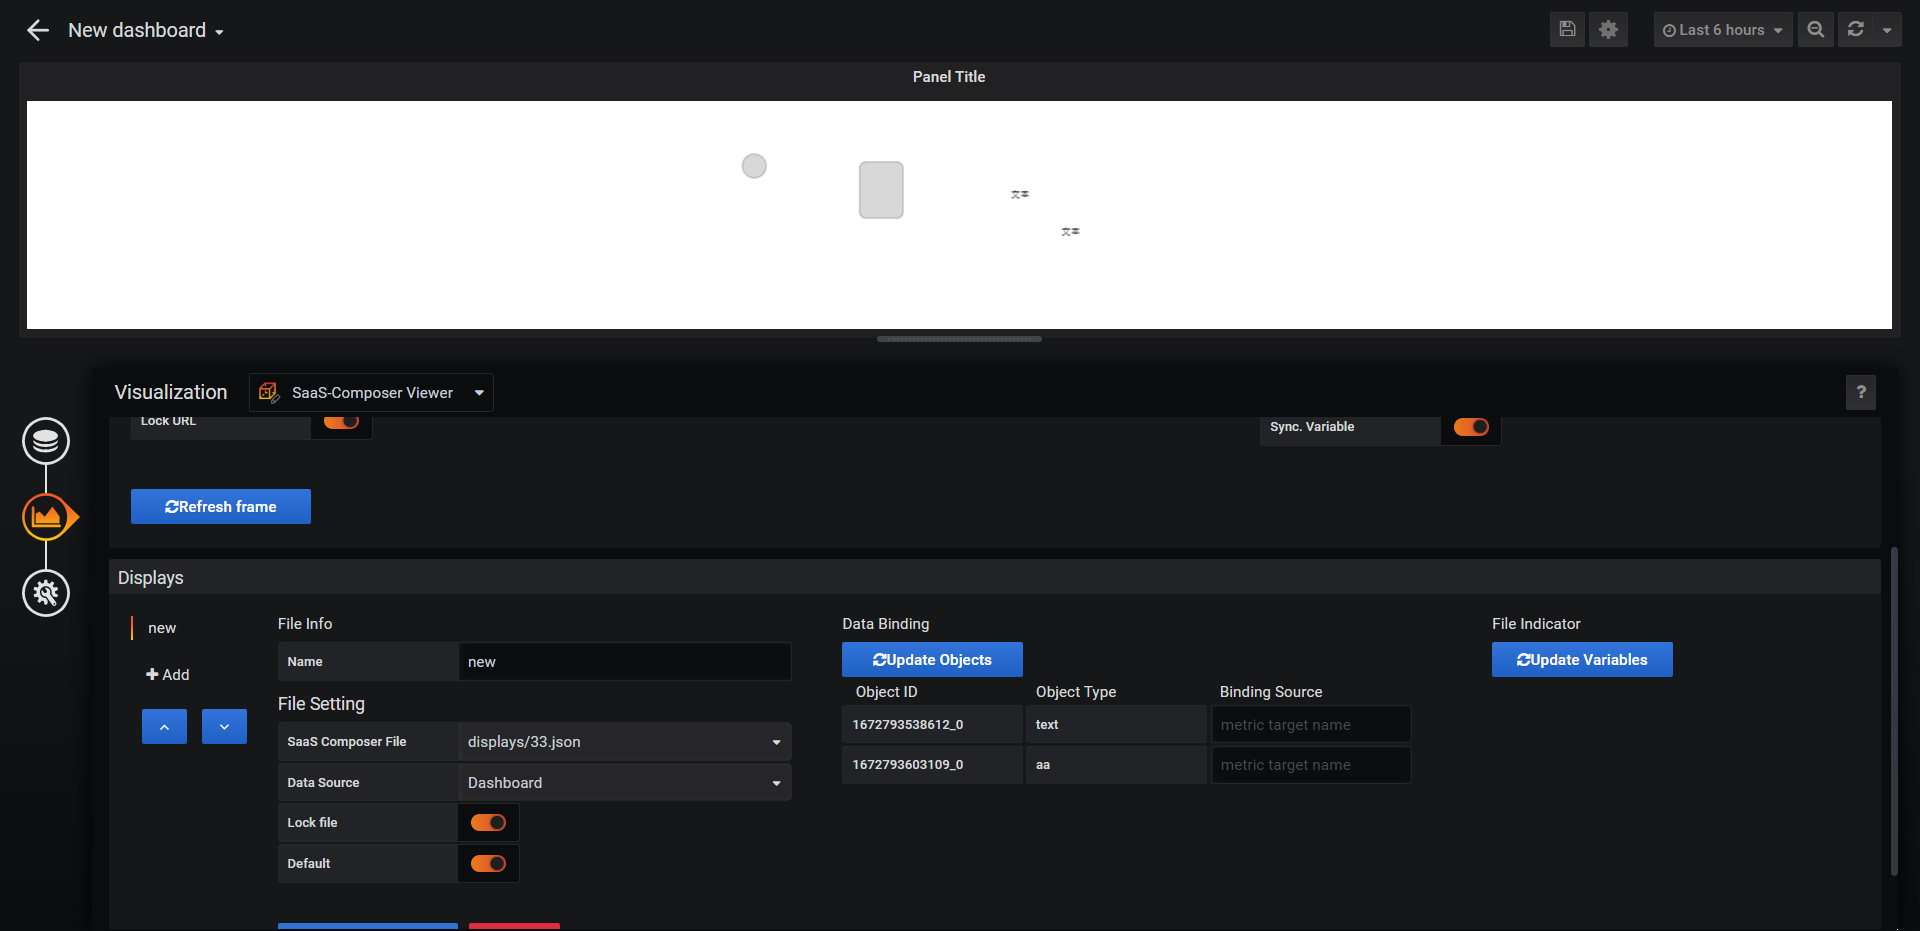 New dashboard
Last 6 hours
Panel Title
文本
文本
Visualization
SaaS-Composer Viewer
?
Lock URL
Sync. Variable
Refresh frame
Displays
new
Add
File Info
Name
new
File Setting
SaaS Composer File
displays/33.json
Data Source
Dashboard
Lock file
Default
Data Binding
Update Objects
Object ID
Object Type
Binding Source
1672793538612_0
text
metric target name
1672793603109_0
aa
metric target name
File Indicator
Update Variables